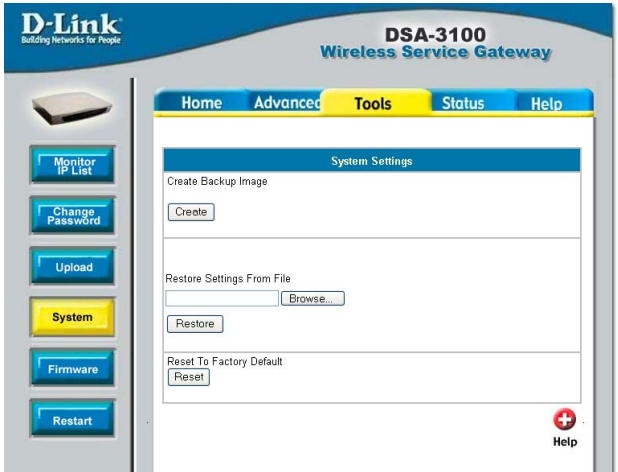 D-Link
Building Networks for People
DSA-3100
Wireless Service Gateway
Home Advanced Tools Status Help
Monitor
IP List
Change
Password
Upload
System
Firmware
Restart
System Settings
Create Backup Image
Create
Restore Settings From File
Browse...
Restore
Reset To Factory Default
Reset
Help